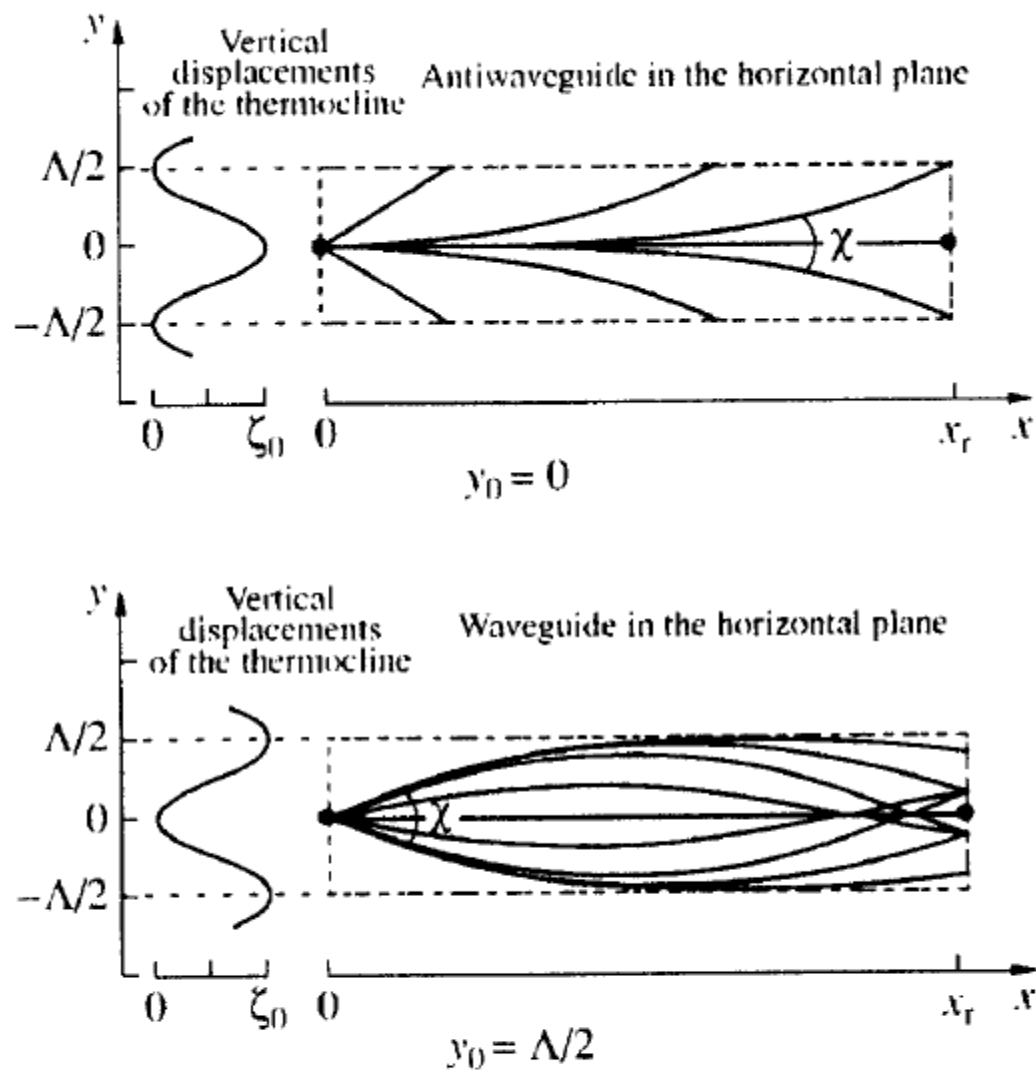 y
Vertical
displacements
of the thermocline
Antiwaveguide in the horizontal plane
Λ/2
0
−Λ/2
χ
0
ζ0
0
xr
x
y0 = 0
y
Vertical
displacements
of the thermocline
Waveguide in the horizontal plane
Λ/2
0
−Λ/2
χ
0
ζ0
0
xr
x
y0 = Λ/2